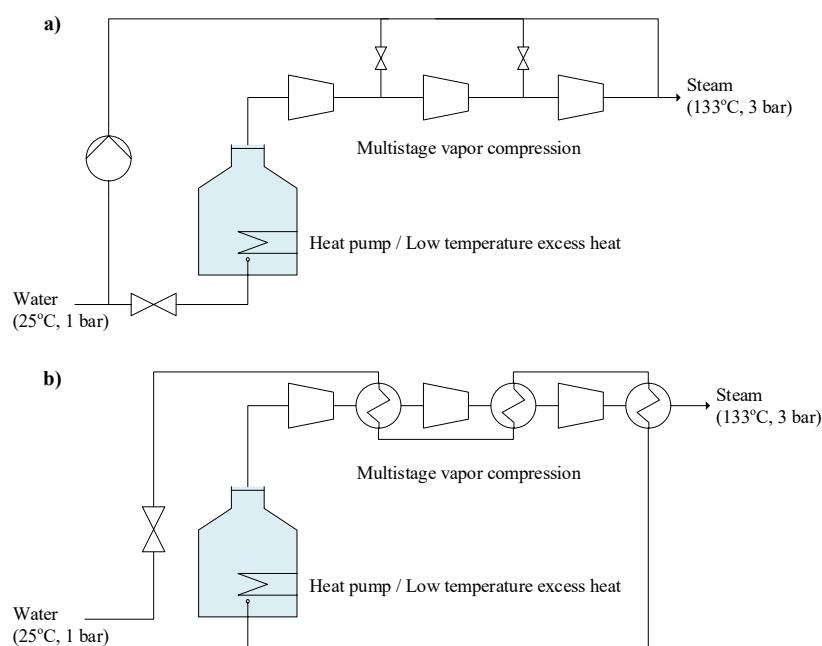 a)
Steam
(133°C, 3 bar)
Multistage vapor compression
Heat pump / Low temperature excess heat
Water
(25°C, 1 bar)
b)
Steam
(133°C, 3 bar)
Multistage vapor compression
Heat pump / Low temperature excess heat
Water
(25°C, 1 bar)